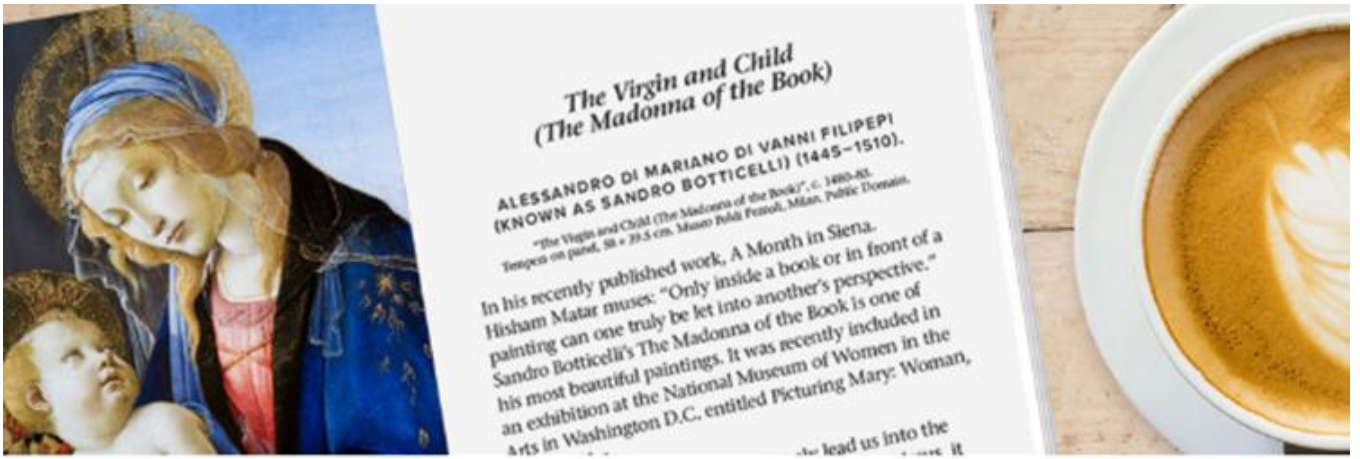 The Virgin and Child
(The Madonna of the Book)
ALESSANDRO DI MARIANO DI VANNI FILIPEPI
(KNOWN AS SANDRO BOTTICELLI) (1445–1510).
"The Virgin and Child (The Madonna of the Book)", c. 1480-83.
Tempera on panel, 58 × 39.5 cm. Museo Poldi Pezzoli, Milan. Public Domain.
In his recently published work, A Month in Siena.
Hisham Matar muses: “Only inside a book or in front of a
painting can one truly be let into another's perspective.”
Sandro Botticelli's The Madonna of the Book is one of
his most beautiful paintings. It was recently included in
an exhibition at the National Museum of Women in the
Arts in Washington D.C. entitled Picturing Mary: Woman,
lead us into the
it